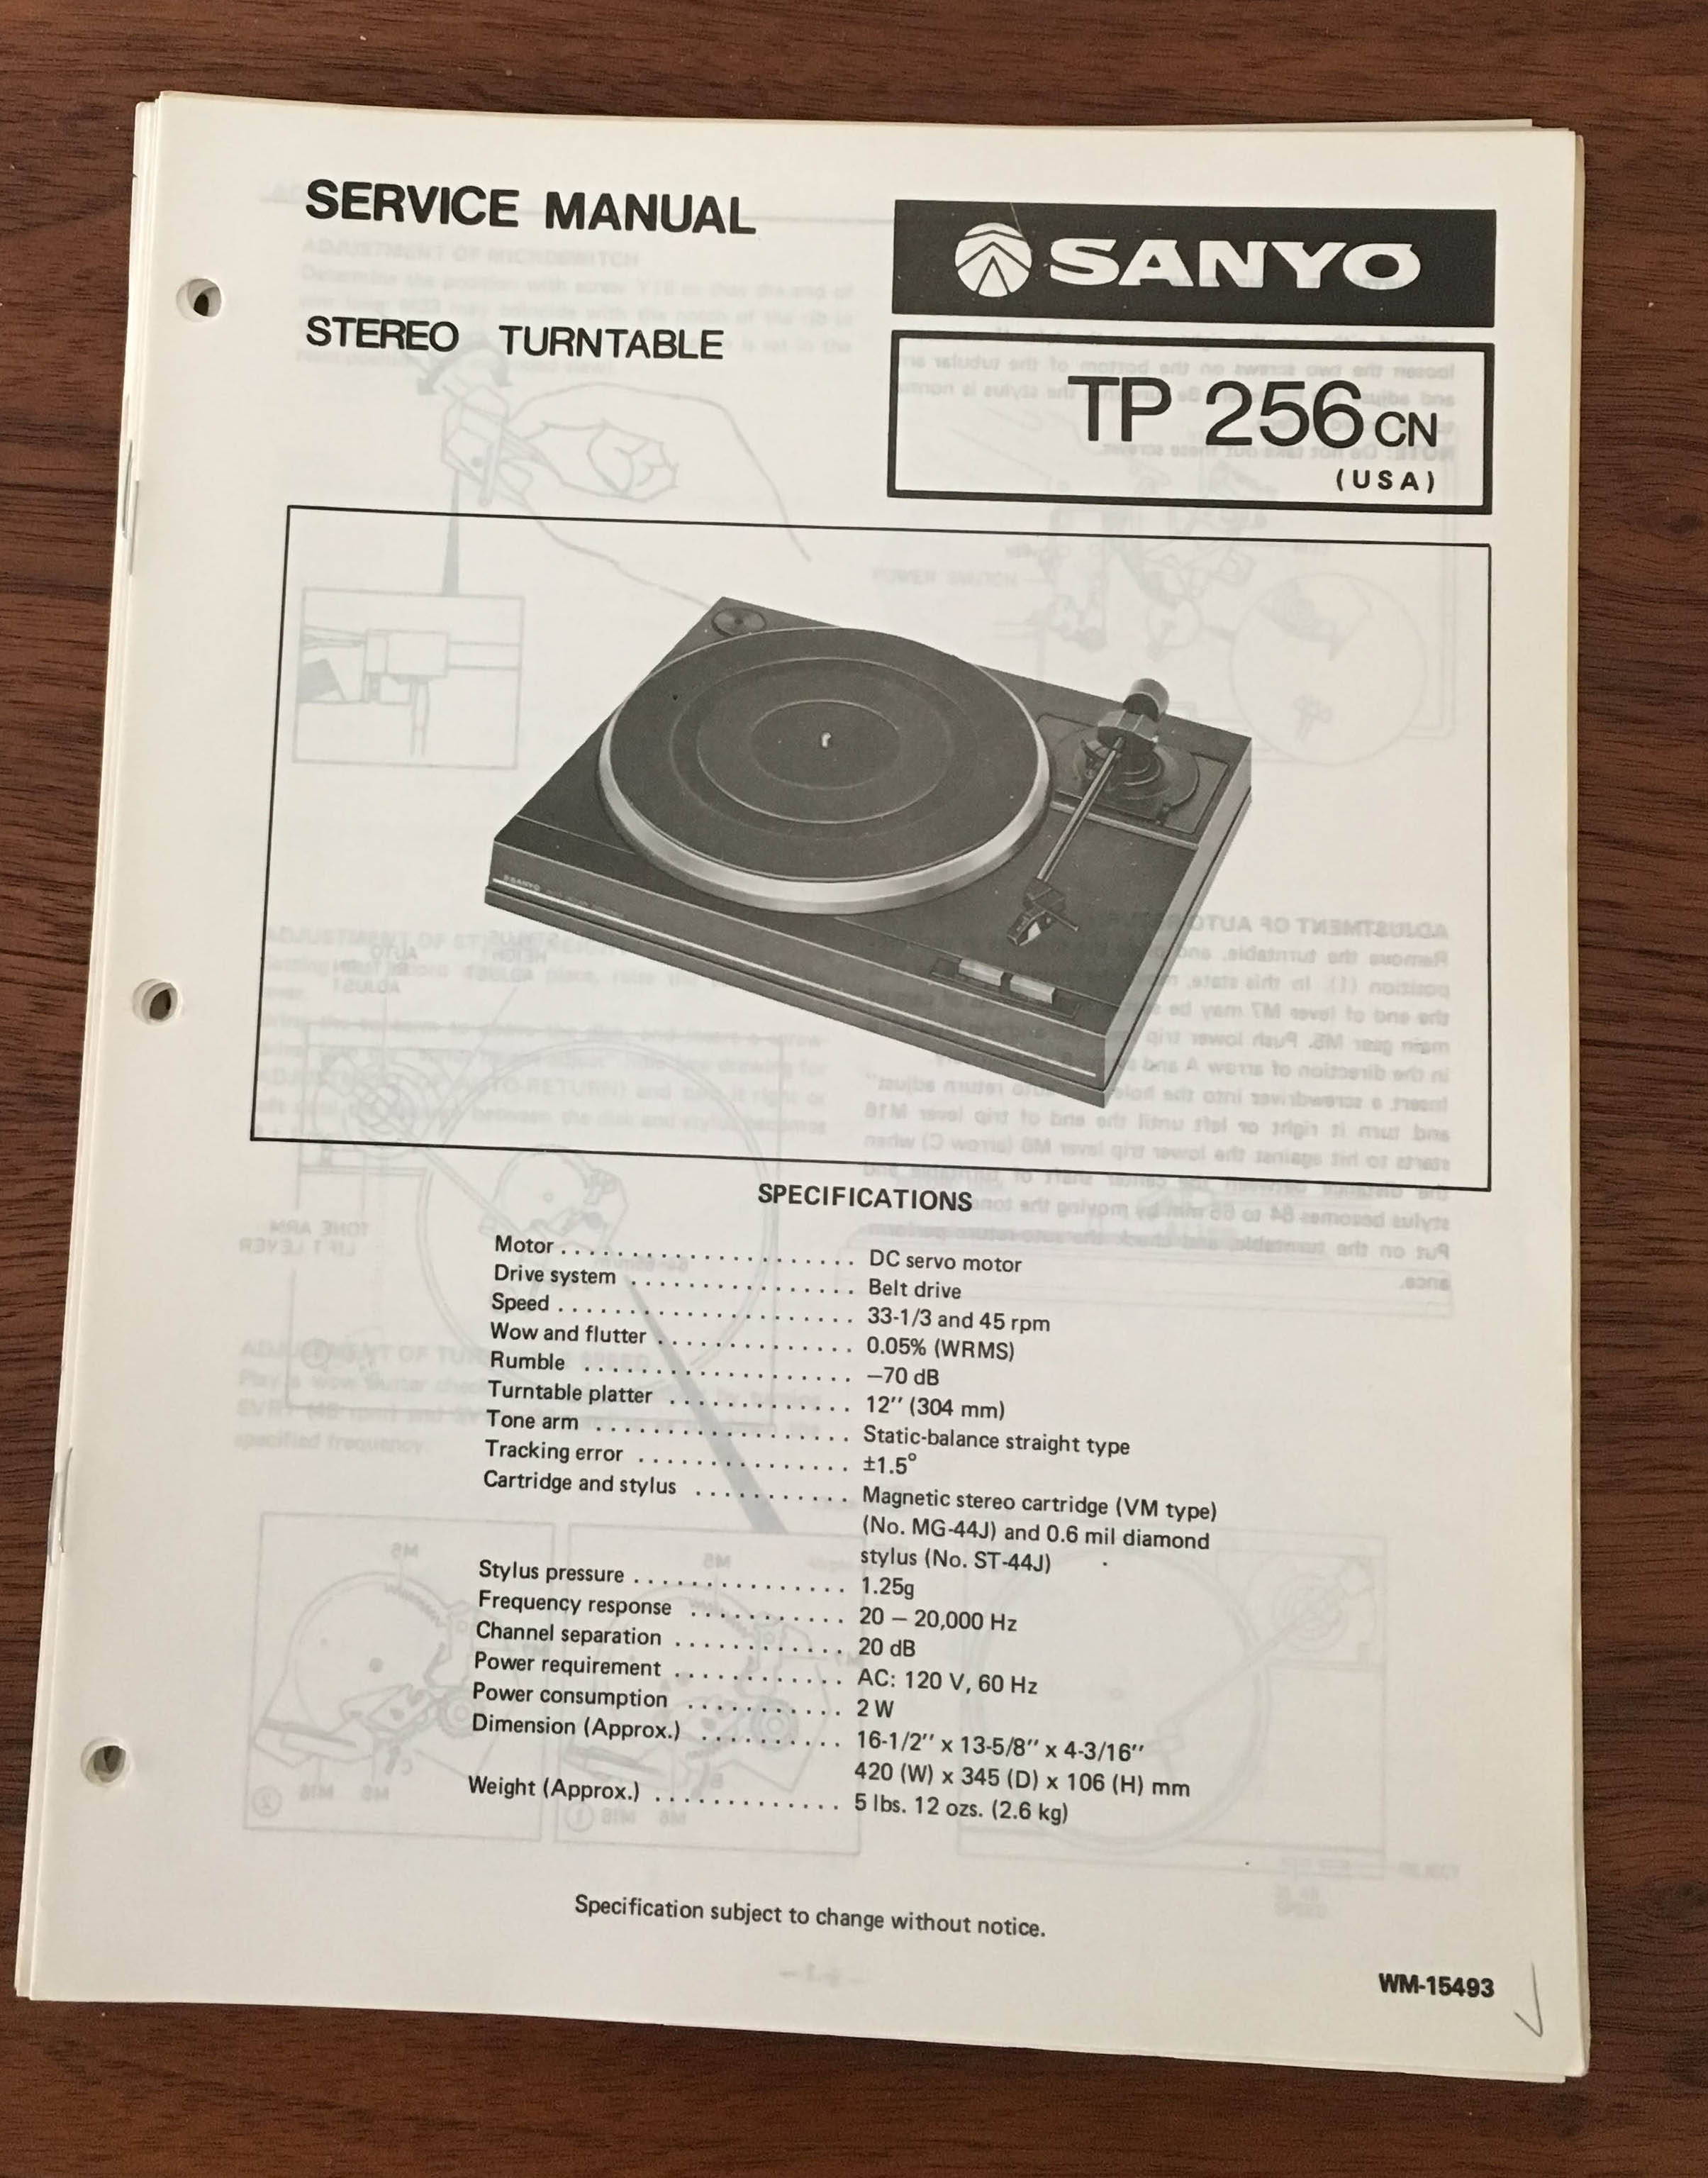 SERVICE MANUAL
STEREO TURNTABLE
SANYO
TP 256 CN
(USA)
SANYO
SPECIFICATIONS
Motor . . . . . . . . . . . . . . . . . . . . . DC servo motor
Drive system . . . . . . . . . . . . . . . . Belt drive
Speed . . . . . . . . . . . . . . . . . . . . . 33-1/3 and 45 rpm
Wow and flutter . . . . . . . . . . . . . . 0.05% (WRMS)
Rumble . . . . . . . . . . . . . . . . . . . −70 dB
Turntable platter . . . . . . . . . . . . . 12'' (304 mm)
Tone arm . . . . . . . . . . . . . . . . . . Static-balance straight type
Tracking error . . . . . . . . . . . . . . . ±1.5°
Cartridge and stylus . . . . . . . . . . . Magnetic stereo cartridge (VM type)
(No. MG-44J) and 0.6 mil diamond
stylus (No. ST-44J)
Stylus pressure . . . . . . . . . . . . . . . 1.25g
Frequency response . . . . . . . . . . . 20 – 20,000 Hz
Channel separation . . . . . . . . . . . . 20 dB
Power requirement . . . . . . . . . . . . AC: 120 V, 60 Hz
Power consumption . . . . . . . . . . . 2 W
Dimension (Approx.) . . . . . . . . . . 16-1/2'' x 13-5/8'' x 4-3/16''
420 (W) x 345 (D) x 106 (H) mm
Weight (Approx.) . . . . . . . . . . . . . 5 lbs. 12 ozs. (2.6 kg)
Specification subject to change without notice.
WM-15493